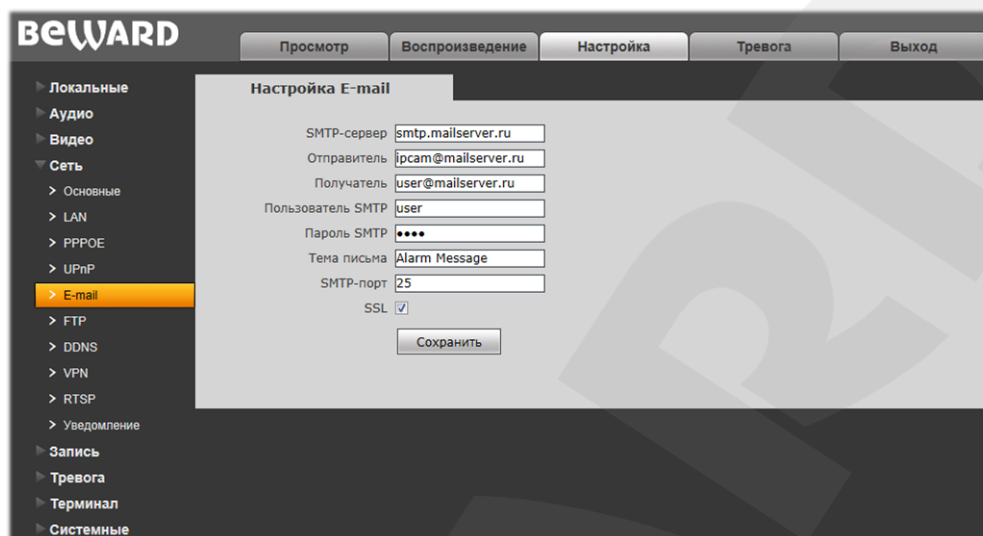 BEWARD
Просмотр Воспроизведение Настройка Тревога Выход
Локальные
Аудио
Видео
Сеть
Основные
LAN
PPPOE
UPnP
E-mail
FTP
DDNS
VPN
RTSP
Уведомление
Запись
Тревога
Терминал
Системные
Настройка E-mail
SMTP-сервер smtp.mailserver.ru
Отправитель ipcam@mailserver.ru
Получатель user@mailserver.ru
Пользователь SMTP user
Пароль SMTP ••••
Тема письма Alarm Message
SMTP-порт 25
SSL
Сохранить